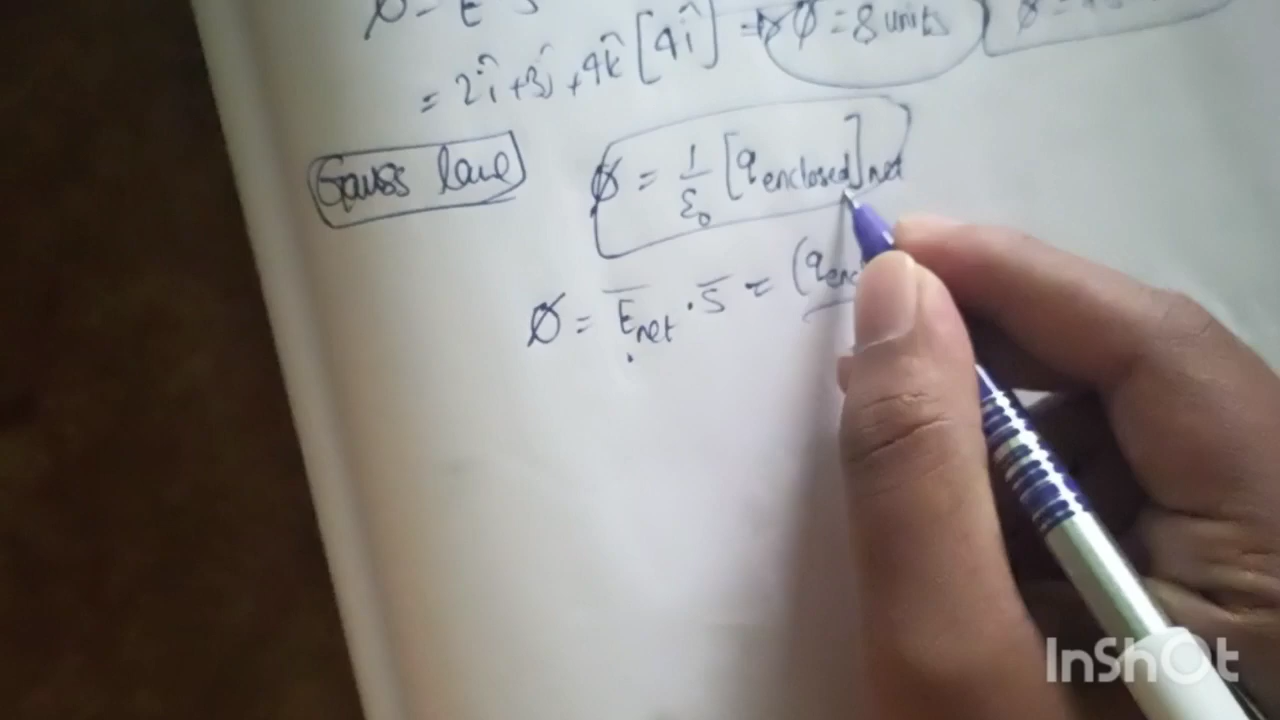 = 2î + 3ĵ + 4k̂ [4î] ⇒ φ = 8 units
Gauss law
φ = 1/ε₀ [q enclosed] net
φ = E̅net · S̅ = (q enc
InShOt